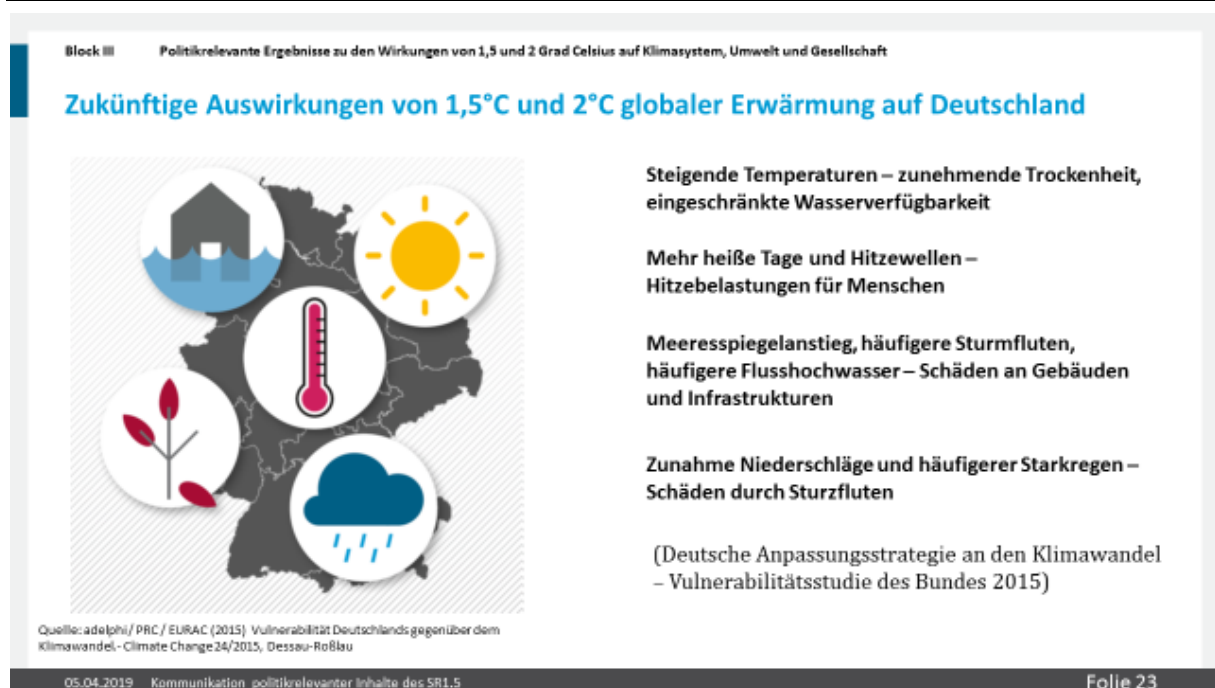 Block III Politikrelevante Ergebnisse zu den Wirkungen von 1,5 und 2 Grad Celsius auf Klimasystem, Umwelt und Gesellschaft
Zukünftige Auswirkungen von 1,5°C und 2°C globaler Erwärmung auf Deutschland
Steigende Temperaturen – zunehmende Trockenheit,
eingeschränkte Wasserverfügbarkeit
Mehr heiße Tage und Hitzewellen –
Hitzebelastungen für Menschen
Meeresspiegelanstieg, häufigere Sturmfluten,
häufigere Flusshochwasser – Schäden an Gebäuden
und Infrastrukturen
Zunahme Niederschläge und häufigerer Starkregen –
Schäden durch Sturzfluten
(Deutsche Anpassungsstrategie an den Klimawandel
– Vulnerabilitätsstudie des Bundes 2015)
Quelle: adelphi / PRC / EURAC (2015) Vulnerabilität Deutschlands gegenüber dem
Klimawandel. - Climate Change 24/2015, Dessau-Roßlau
05.04.2019 Kommunikation politikrelevanter Inhalte des SR1.5
Folie 23